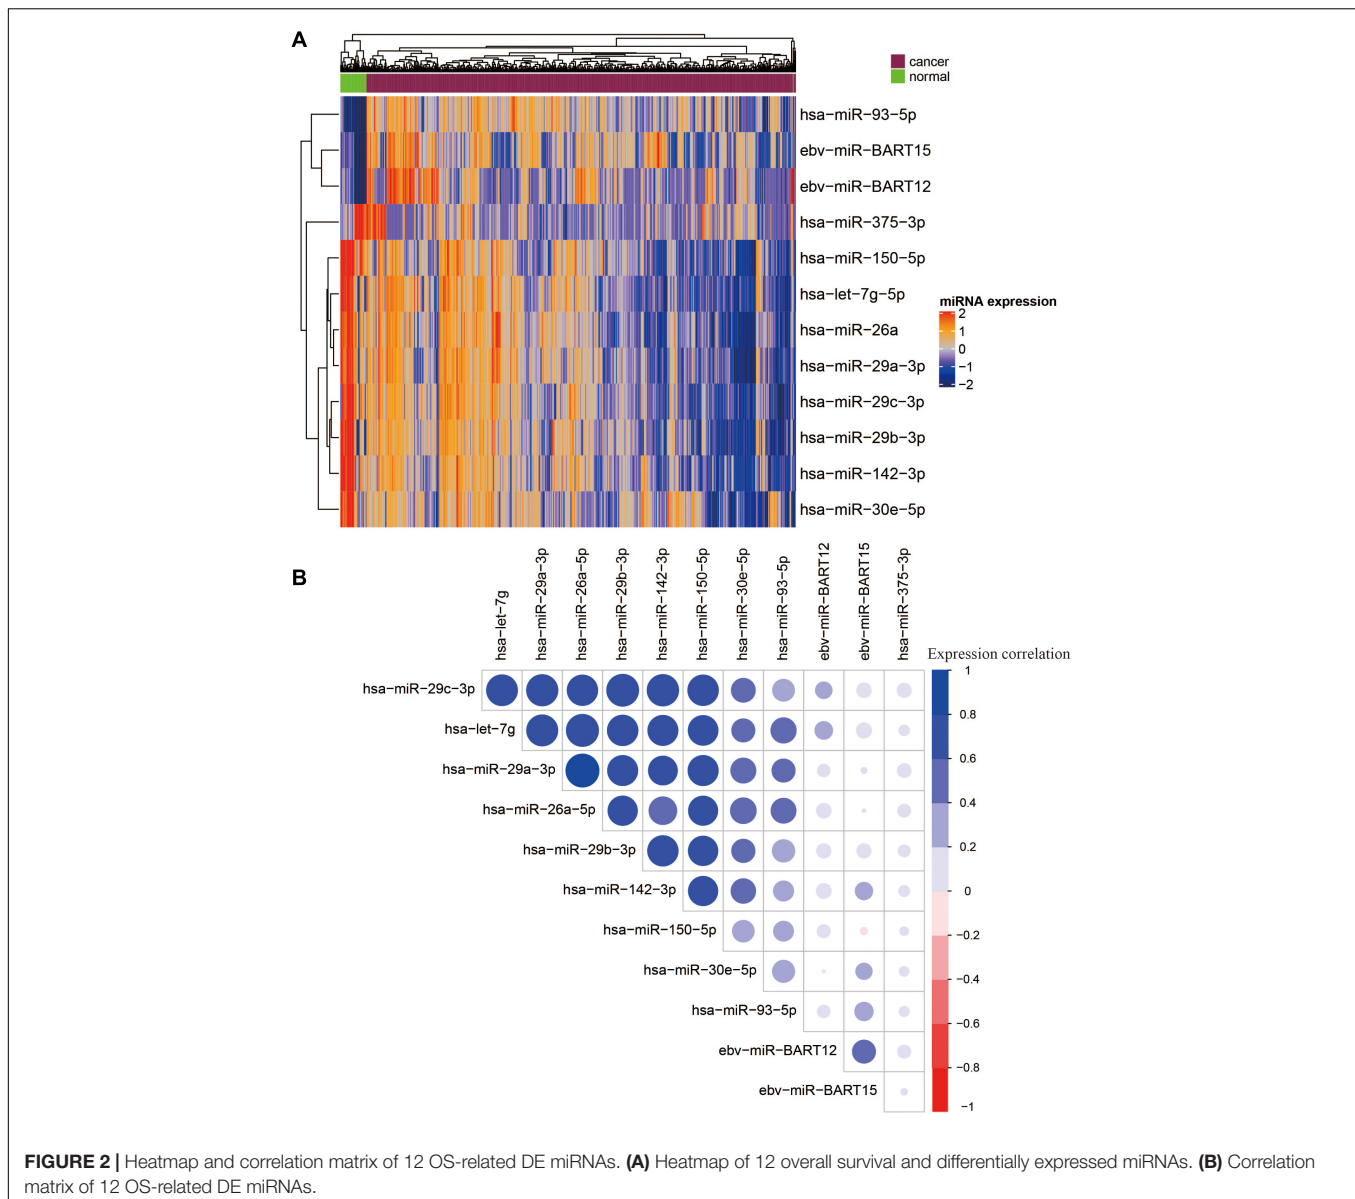 A
cancer
normal
hsa−miR−93−5p
ebv−miR−BART15
ebv−miR−BART12
hsa−miR−375−3p
hsa−miR−150−5p
hsa−let−7g−5p
hsa−miR−26a
hsa−miR−29a−3p
hsa−miR−29c−3p
hsa−miR−29b−3p
hsa−miR−142−3p
hsa−miR−30e−5p
miRNA expression
2
1
0
−1
−2
B
hsa−let−7g
hsa−miR−29a−3p
hsa−miR−26a−5p
hsa−miR−29b−3p
hsa−miR−142−3p
hsa−miR−150−5p
hsa−miR−30e−5p
hsa−miR−93−5p
ebv−miR−BART12
ebv−miR−BART15
hsa−miR−375−3p
hsa−miR−29c−3p
hsa−let−7g
hsa−miR−29a−3p
hsa−miR−26a−5p
hsa−miR−29b−3p
hsa−miR−142−3p
hsa−miR−150−5p
hsa−miR−30e−5p
hsa−miR−93−5p
ebv−miR−BART12
ebv−miR−BART15
Expression correlation
1
0.8
0.6
0.4
0.2
0
−0.2
−0.4
−0.6
−0.8
−1
FIGURE 2 | Heatmap and correlation matrix of 12 OS-related DE miRNAs. (A) Heatmap of 12 overall survival and differentially expressed miRNAs. (B) Correlation
matrix of 12 OS-related DE miRNAs.